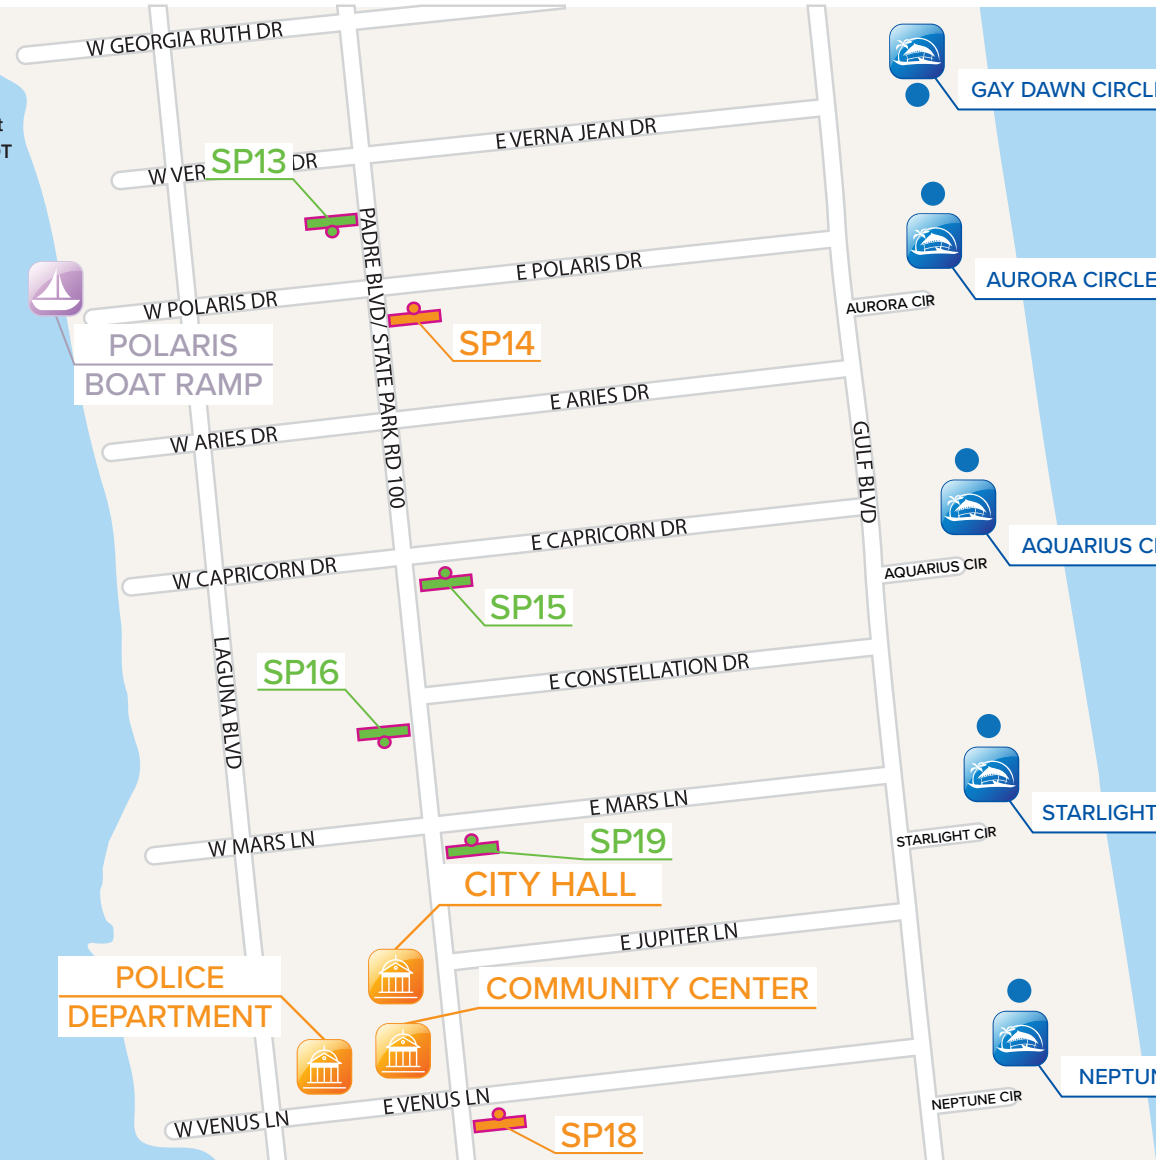 W GEORGIA RUTH DR
GAY DAWN CIRCL
E VERNA JEAN DR
W VER
DR
SP13
PADRE BLVD/ STATE PARK RD 100
E POLARIS DR
AURORA CIRCLE
W POLARIS DR
AURORA CIR
POLARIS
BOAT RAMP
SP14
E ARIES DR
W ARIES DR
GULF BLVD
E CAPRICORN DR
AQUARIUS CI
W CAPRICORN DR
AQUARIUS CIR
SP15
LAGUNA BLVD
SP16
E CONSTELLATION DR
E MARS LN
STARLIGHT
W MARS LN
STARLIGHT CIR
SP19
CITY HALL
E JUPITER LN
POLICE
DEPARTMENT
COMMUNITY CENTER
NEPTUN
E VENUS LN
NEPTUNE CIR
W VENUS LN
SP18